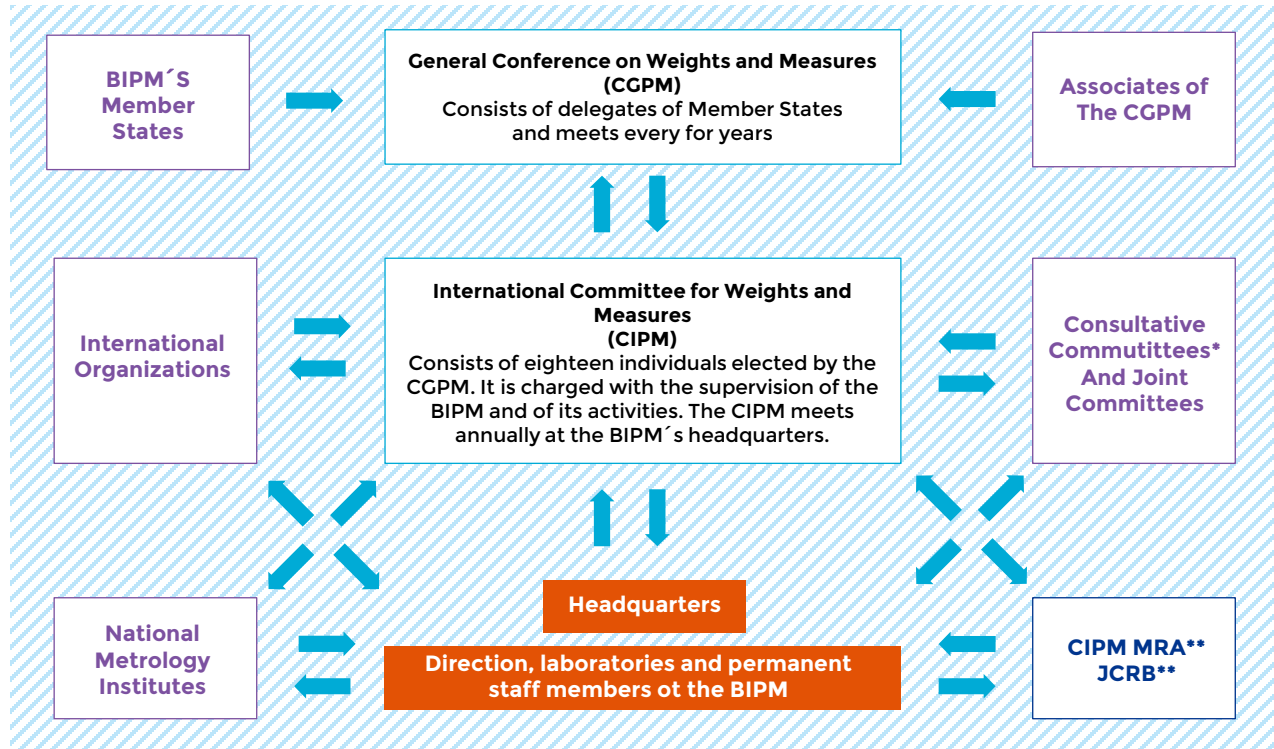 BIPM´S
Member
States
General Conference on Weights and Measures
(CGPM)
Consists of delegates of Member States
and meets every for years
Associates of
The CGPM
International
Organizations
International Committee for Weights and
Measures
(CIPM)
Consists of eighteen individuals elected by the
CGPM. It is charged with the supervision of the
BIPM and of its activities. The CIPM meets
annually at the BIPM´s headquarters.
Consultative
Commutittees*
And Joint
Committees
National
Metrology
Institutes
Headquarters
Direction, laboratories and permanent
staff members ot the BIPM
CIPM MRA**
JCRB**